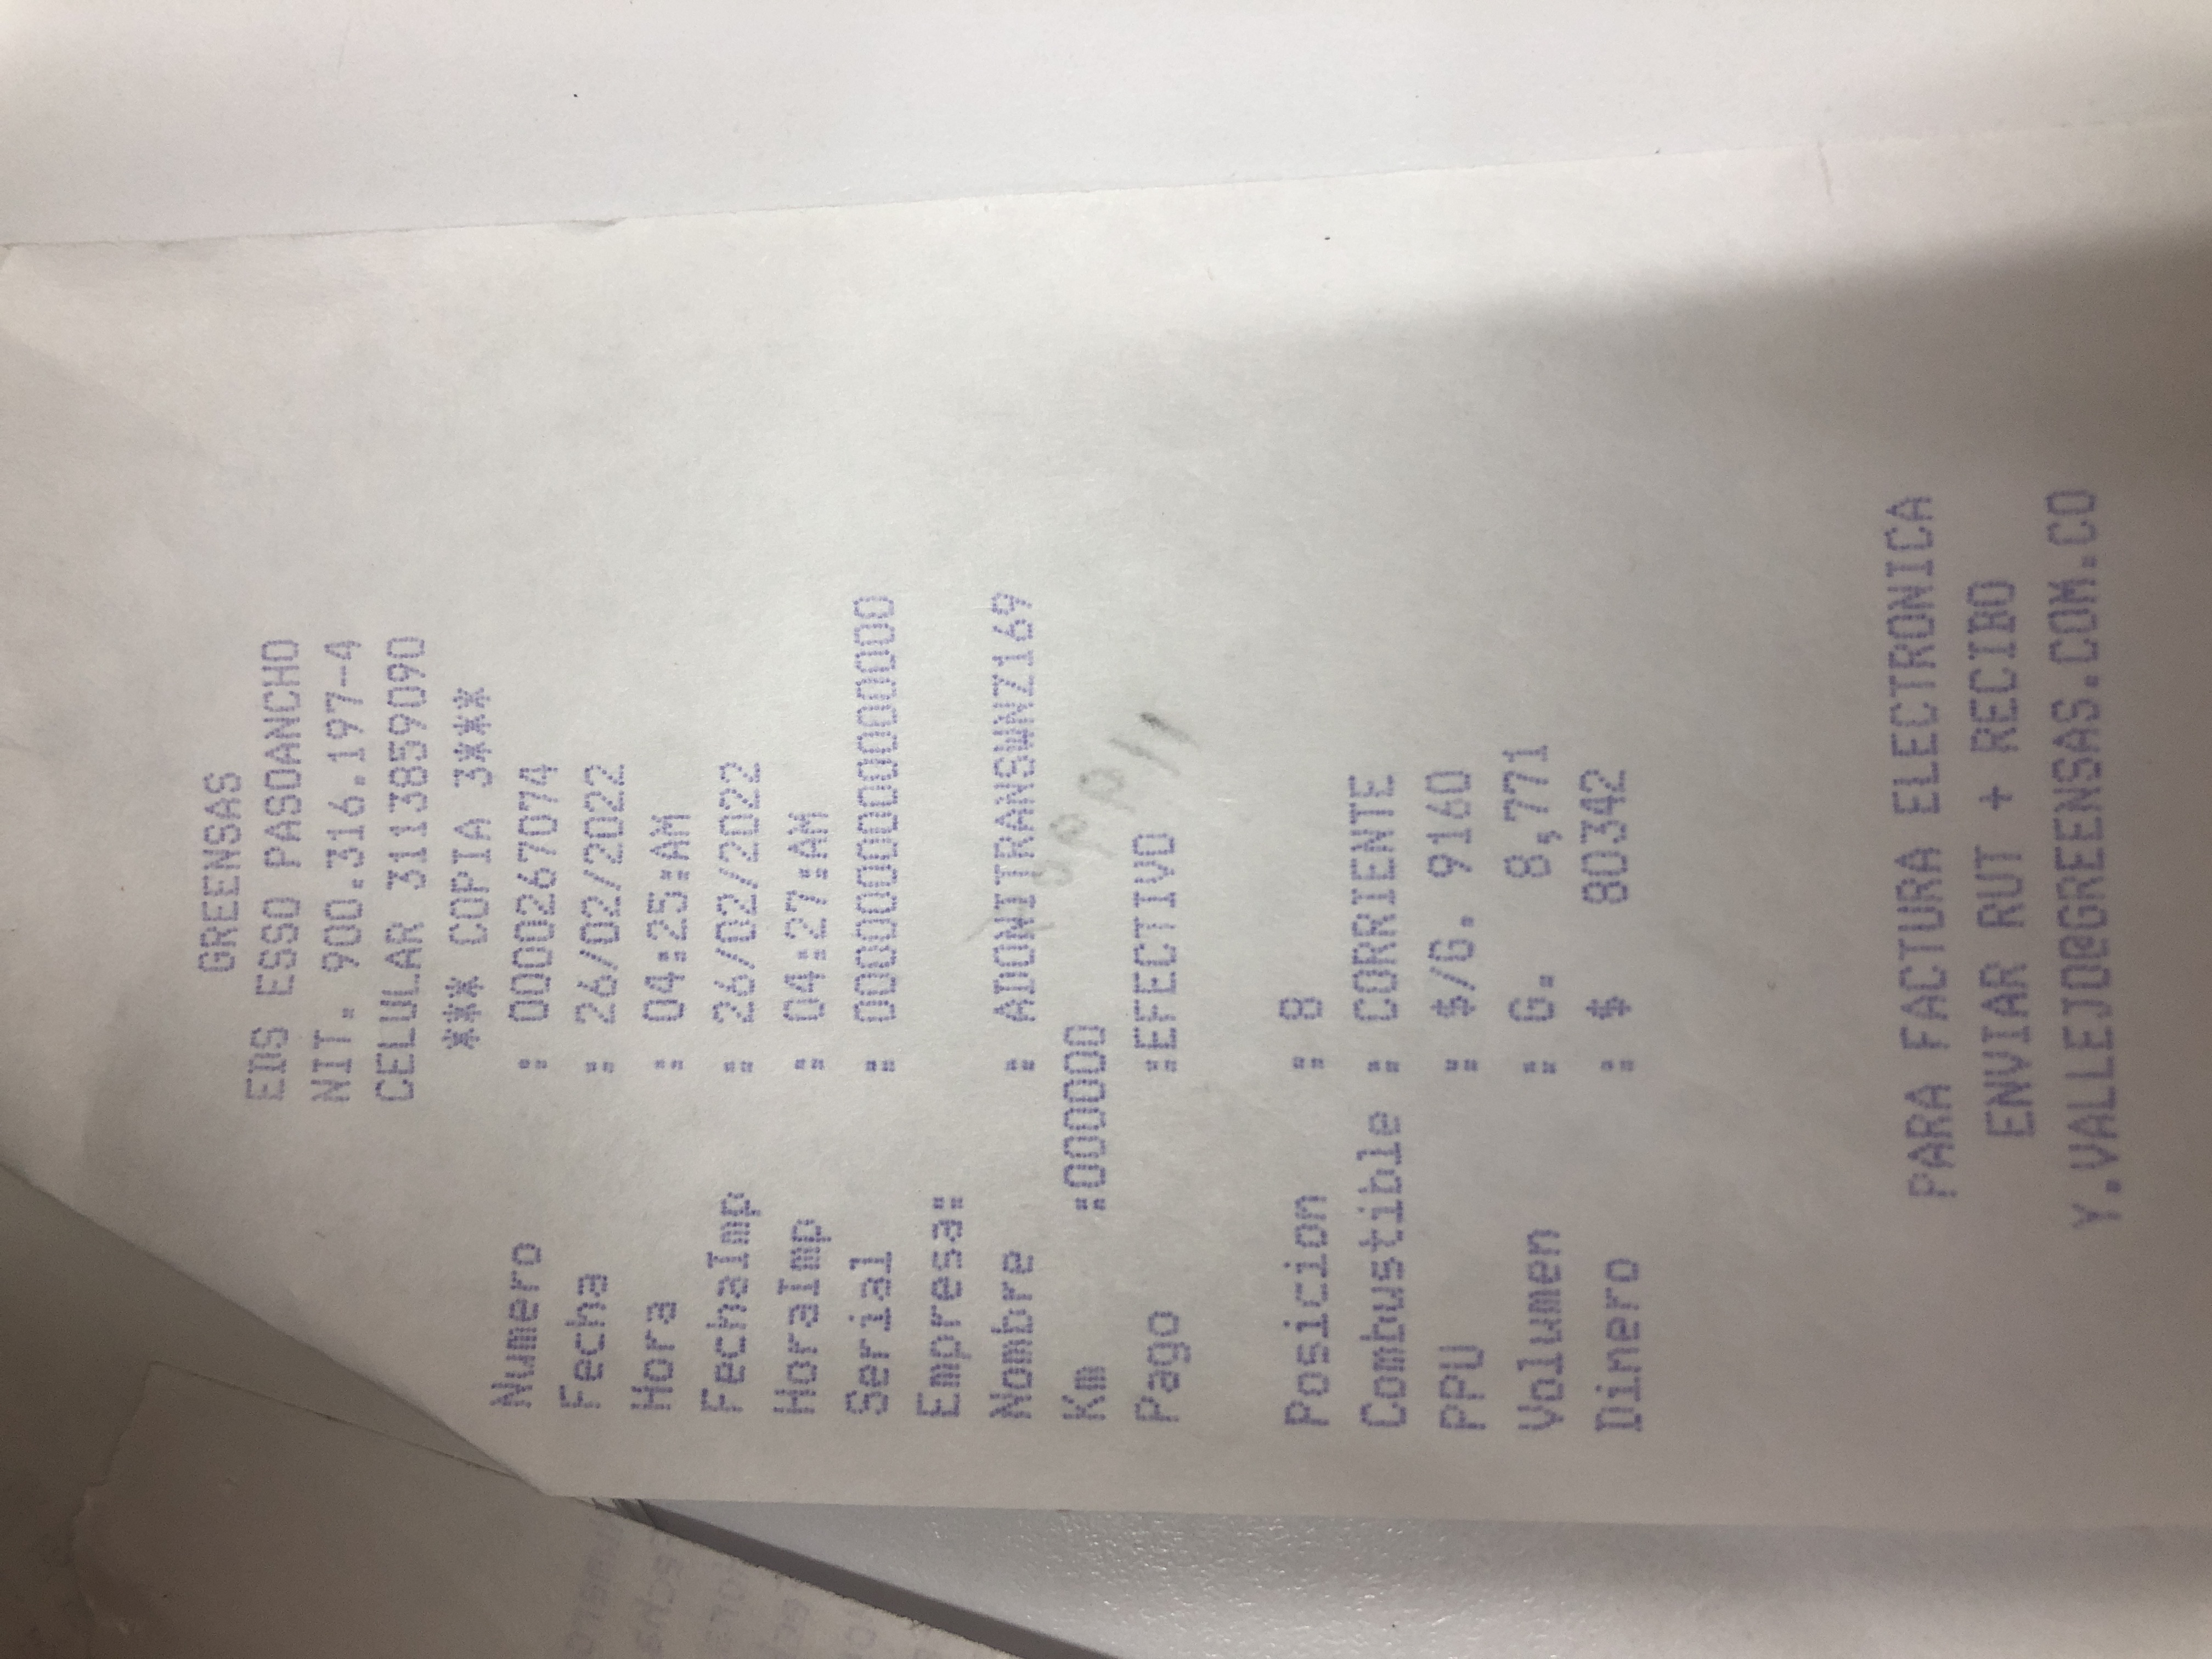 GREENSAS
EDS ESSO PASOANCHO
NIT. 900.316.197-4
CELULAR 3113859090
*** COPIA 3***
Numero : 000267074
Fecha : 26/02/2022
Hora : 04:25:AM
FechaImp : 26/02/2022
HoraImp : 04:27:AM
Serial : 0000000000000000
Empresa:
Nombre : ADONITRANSWNZ169
Km :000000
Pago :EFECTIVO
Posicion : 8
Combustible : CORRIENTE
PPU : $/G. 9160
Volumen : G. 8,771
Dinero : $ 80342
PARA FACTURA ELECTRONICA
ENVIAR RUT + RECIBO
Y.VALLEJO@GREENSAS.COM.CO